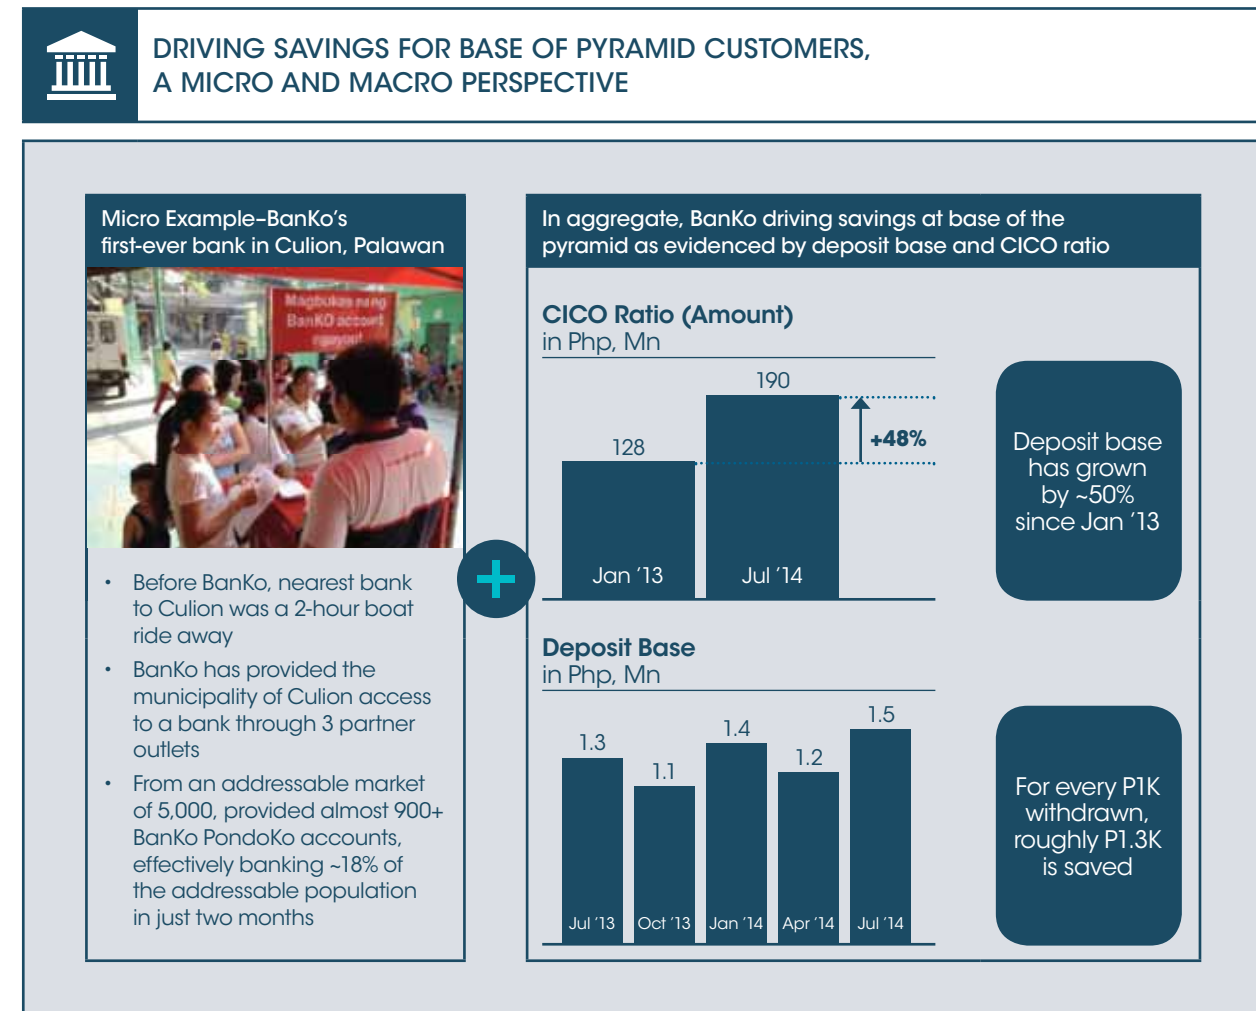 DRIVING SAVINGS FOR BASE OF PYRAMID CUSTOMERS,
A MICRO AND MACRO PERSPECTIVE
Micro Example–BanKo’s
first-ever bank in Culion, Palawan
Magbukas na ng
BanKO account
ngayon!
• Before BanKo, nearest bank
to Culion was a 2-hour boat
ride away
• BanKo has provided the
municipality of Culion access
to a bank through 3 partner
outlets
• From an addressable market
of 5,000, provided almost 900+
BanKo PondoKo accounts,
effectively banking ~18% of
the addressable population
in just two months
+
In aggregate, BanKo driving savings at base of the
pyramid as evidenced by deposit base and CICO ratio
CICO Ratio (Amount)
in Php, Mn
128
190
+48%
Jan ’13
Jul ’14
Deposit base
has grown
by ~50%
since Jan ’13
Deposit Base
in Php, Mn
1.3
1.1
1.4
1.2
1.5
Jul ’13
Oct ’13
Jan ’14
Apr ’14
Jul ’14
For every P1K
withdrawn,
roughly P1.3K
is saved